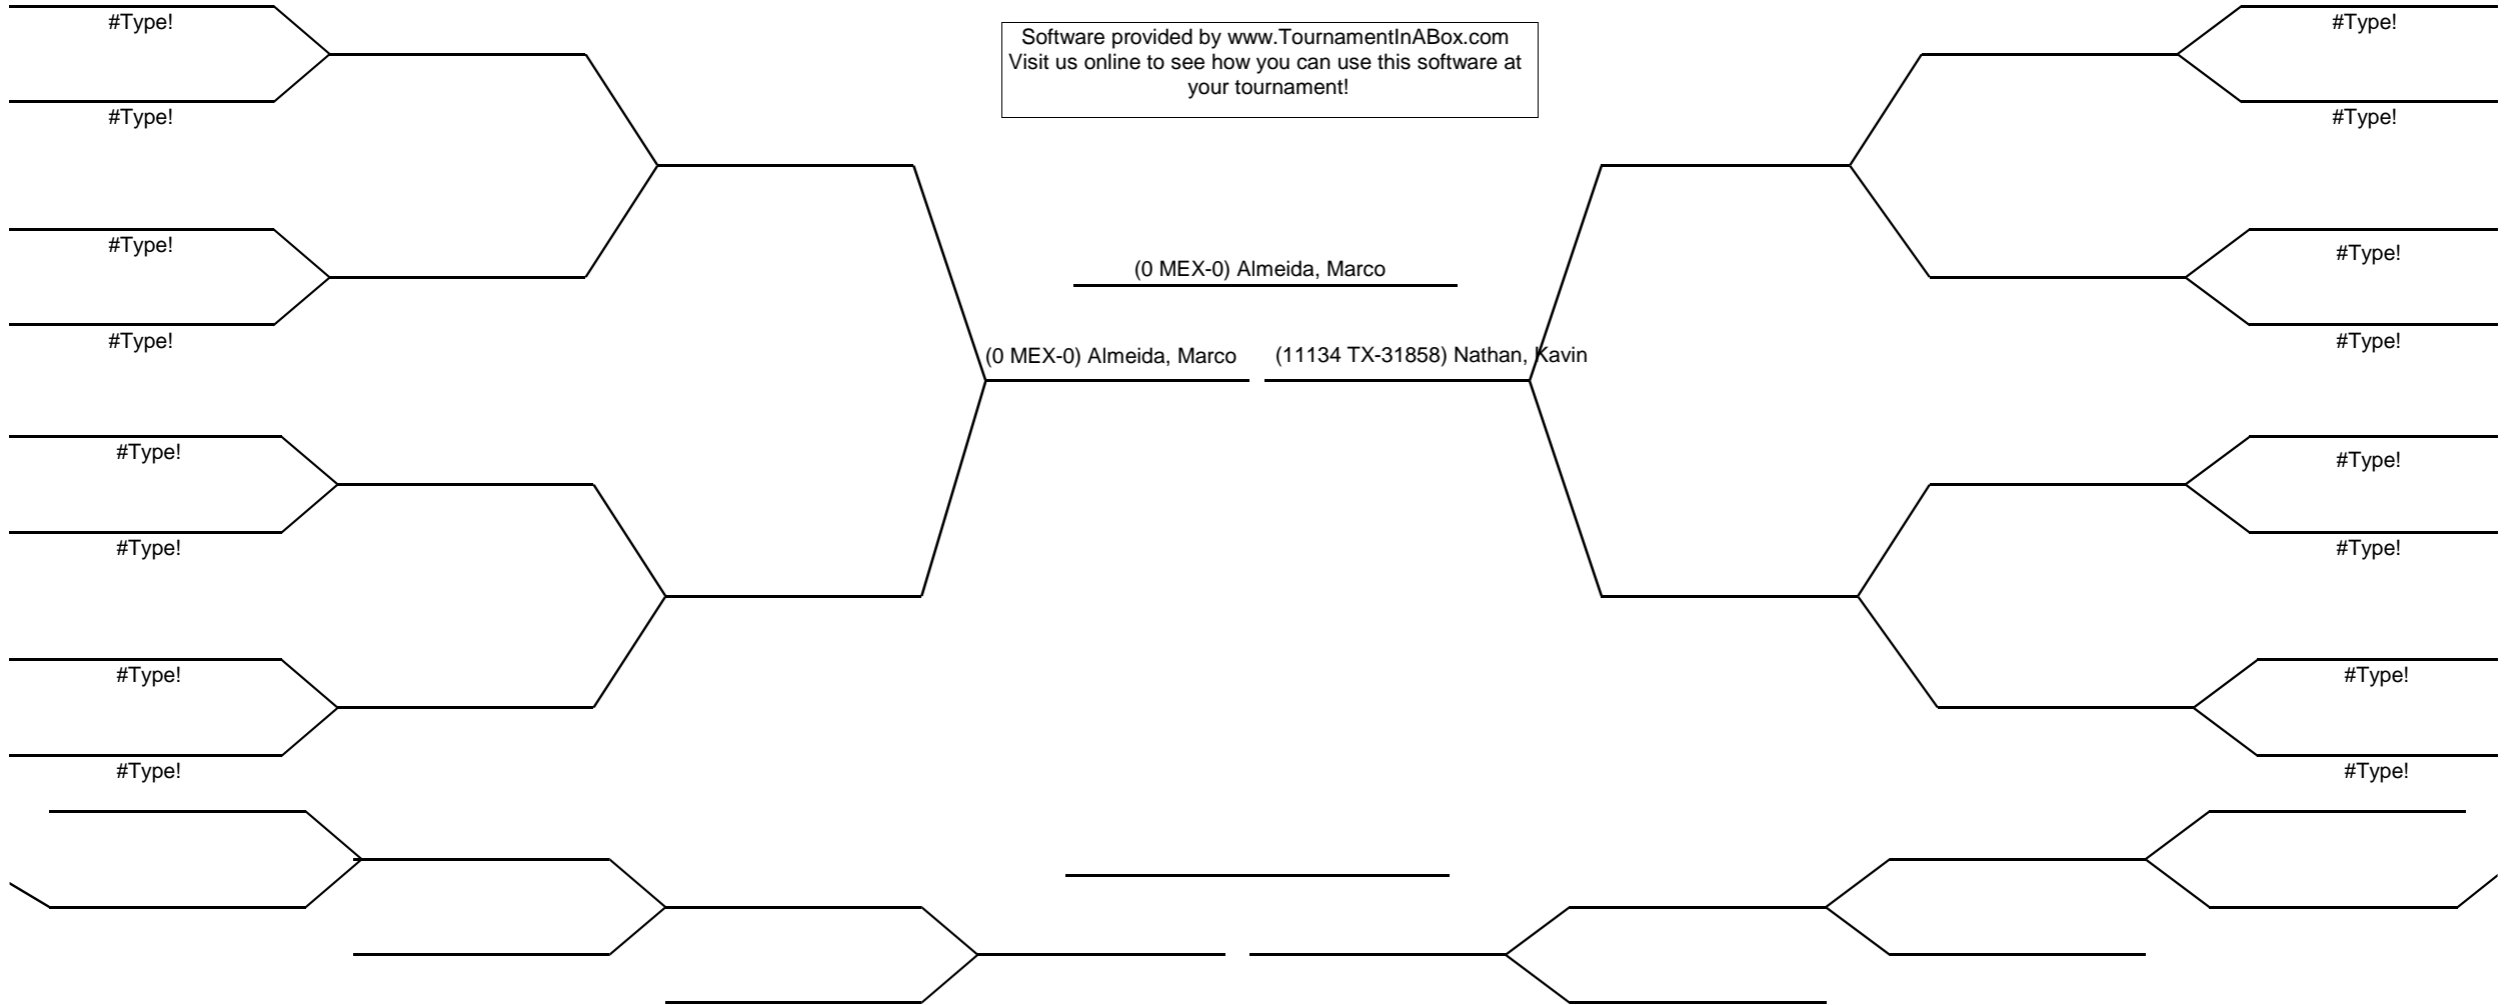 #Type!
#Type!
Software provided by www.TournamentInABox.com
Visit us online to see how you can use this software at
your tournament!
#Type!
#Type!
#Type!
#Type!
(0 MEX-0) Almeida, Marco
#Type!
#Type!
(0 MEX-0) Almeida, Marco
(11134 TX-31858) Nathan, Kavin
#Type!
#Type!
#Type!
#Type!
#Type!
#Type!
#Type!
#Type!